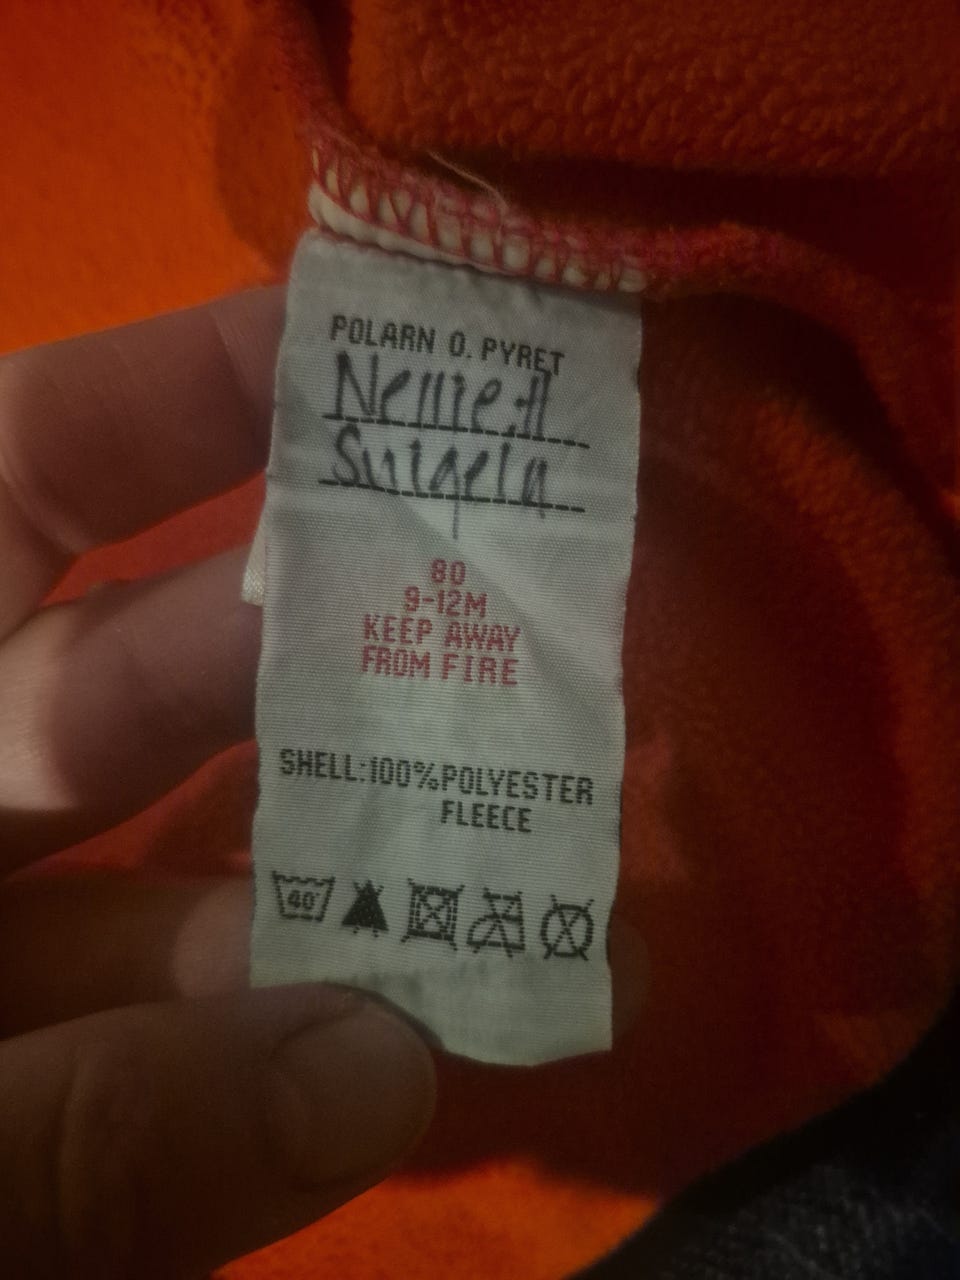 POLARN O. PYRET
80
9-12M
KEEP AWAY
FROM FIRE
SHELL:100%POLYESTER
FLEECE
40°